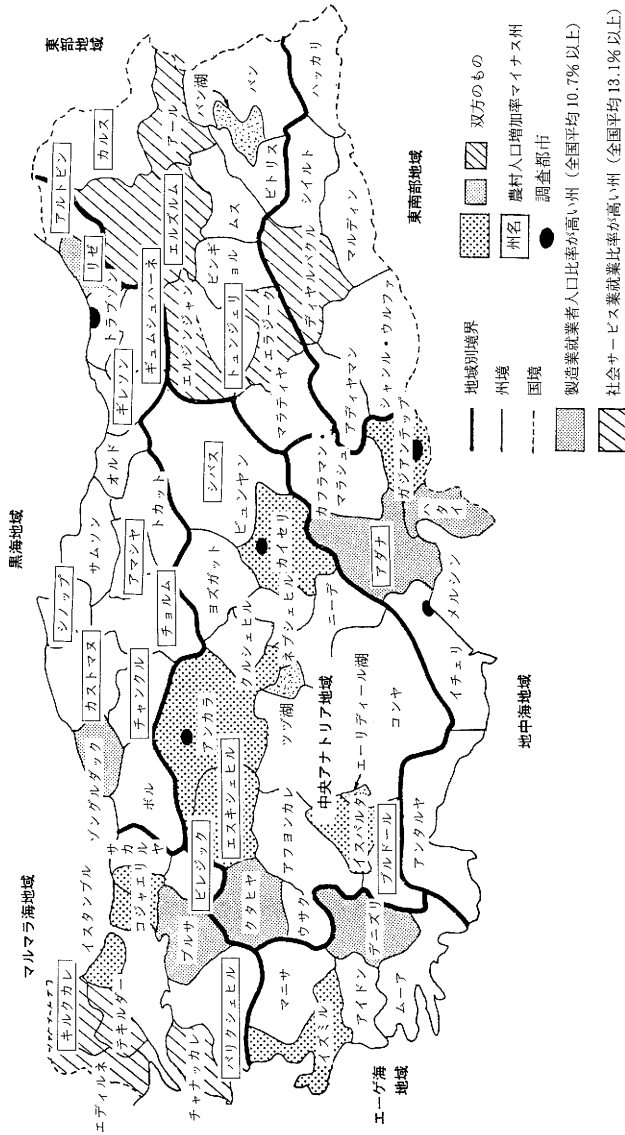 マルマラ海地域
黒海地域
東部地域
エーゲ海地域
中央アナトリア地域
地中海地域
東南部地域
キルクカレ
エディルネ
テキルダー
イスタンブル
コジャエリ
サカルヤ
チャナッカレ
バリクシェヒル
ブルサ
ビレジック
マニサ
イズミル
アイドン
ムーア
デニズリ
ウサク
クタヒヤ
エスキシェヒル
アフヨンカレ
イスパルタ
ブルドール
アンタルヤ
ゾングルダック
ボル
カストマヌ
チャンクル
シノップ
サムソン
アマシヤ
チョルム
トカット
オルド
ギレソン
ギュムシュハーネ
トラブソン
リゼ
アルトビン
カルス
アンカラ
クルシェヒル
ヨズガット
シバス
ビュンヤン
カイセリ
ネブシェヒル
ニーデ
ツヅ湖
エーリディール湖
コンヤ
イチェリ
メルシン
アダナ
ハタイ
ガジアンテップ
カフラマンマラシュ
アディヤマン
シャンル・ウルファ
マラティヤ
エラジーク
トュンジェリ
エルジンジャン
エルズルム
アール
ビンギョル
ムス
ビトリス
バン湖
バン
ハッカリ
シイルト
マルディン
ディヤルバクル
地域別境界
州境
国境
製造業就業者人口比率が高い州（全国平均10.7%以上）
社会サービス業就業比率が高い州（全国平均13.1%以上）
双方のもの
州名
農村人口増加率マイナス州
調査都市